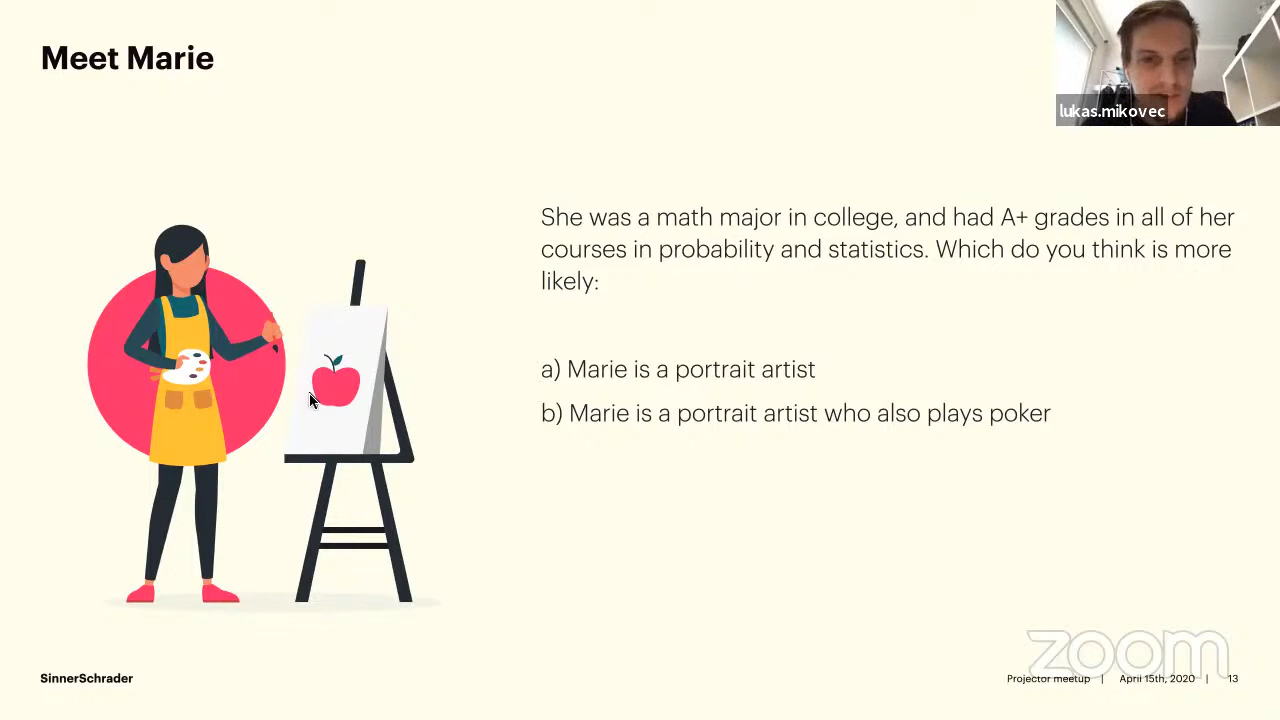 Meet Marie
lukas.mikovec
She was a math major in college, and had A+ grades in all of her
courses in probability and statistics. Which do you think is more
likely:
a) Marie is a portrait artist
b) Marie is a portrait artist who also plays poker
zoom
SinnerSchrader
Projector meetup | April 15th, 2020 | 13